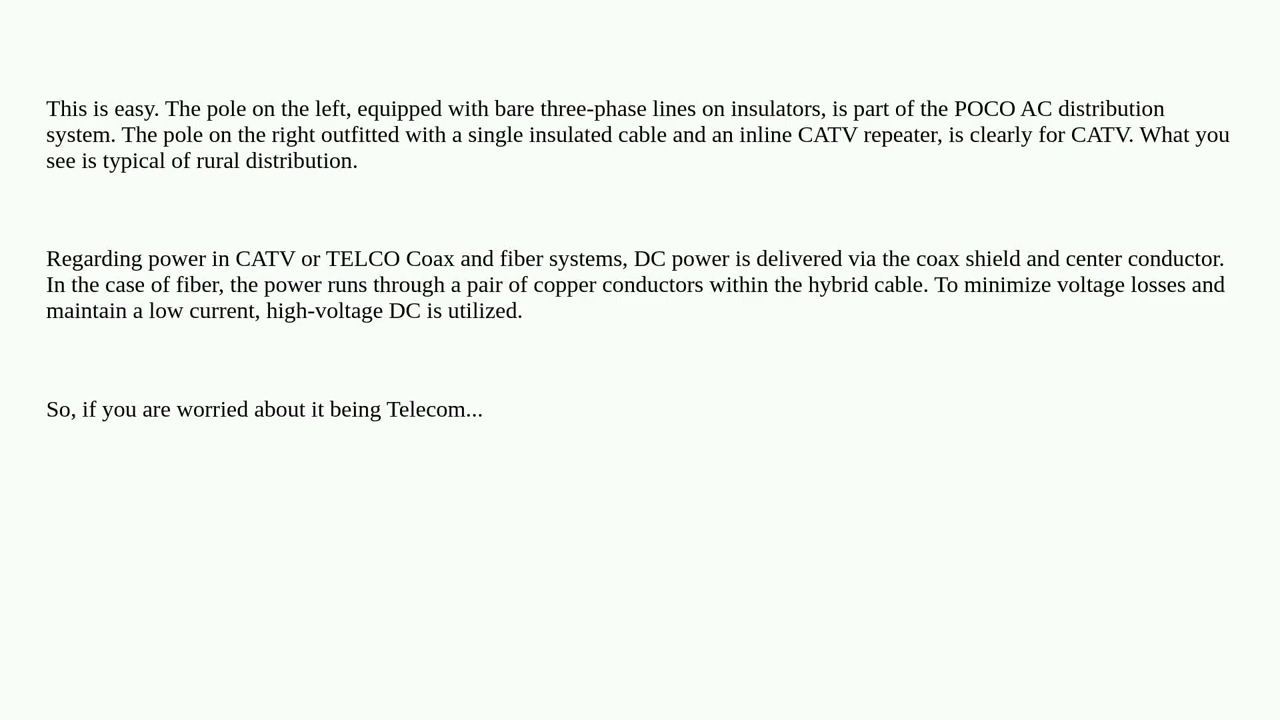 This is easy. The pole on the left, equipped with bare three-phase lines on insulators, is part of the POCO AC distribution
system. The pole on the right outfitted with a single insulated cable and an inline CATV repeater, is clearly for CATV. What you
see is typical of rural distribution.
Regarding power in CATV or TELCO Coax and fiber systems, DC power is delivered via the coax shield and center conductor.
In the case of fiber, the power runs through a pair of copper conductors within the hybrid cable. To minimize voltage losses and
maintain a low current, high-voltage DC is utilized.
So, if you are worried about it being Telecom...